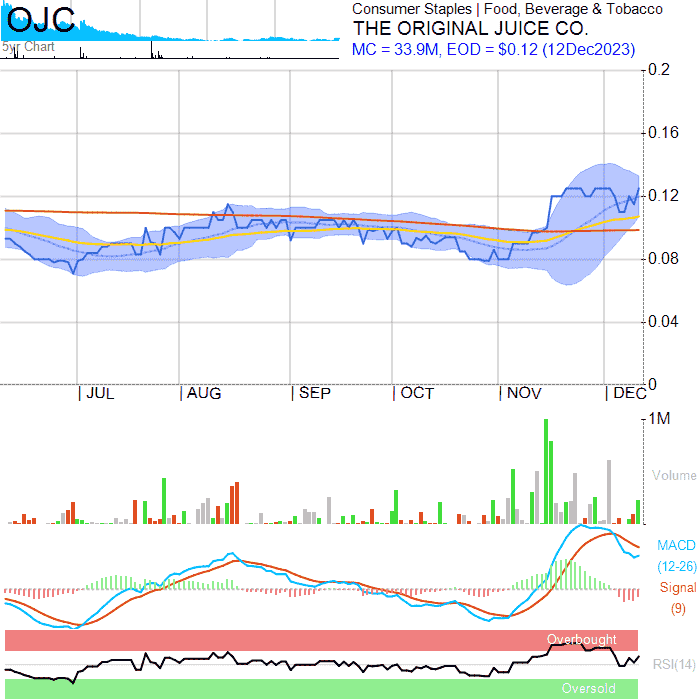 OJC
5yr Chart
Consumer Staples | Food, Beverage & Tobacco
THE ORIGINAL JUICE CO.
MC = 33.9M, EOD = $0.12 (12Dec2023)
0.2
0.16
0.12
0.08
0.04
0
| JUL | AUG | SEP | OCT | NOV | DEC
1M
Volume
MACD
(12-26)
Signal
(9)
Overbought
RSI(14)
Oversold